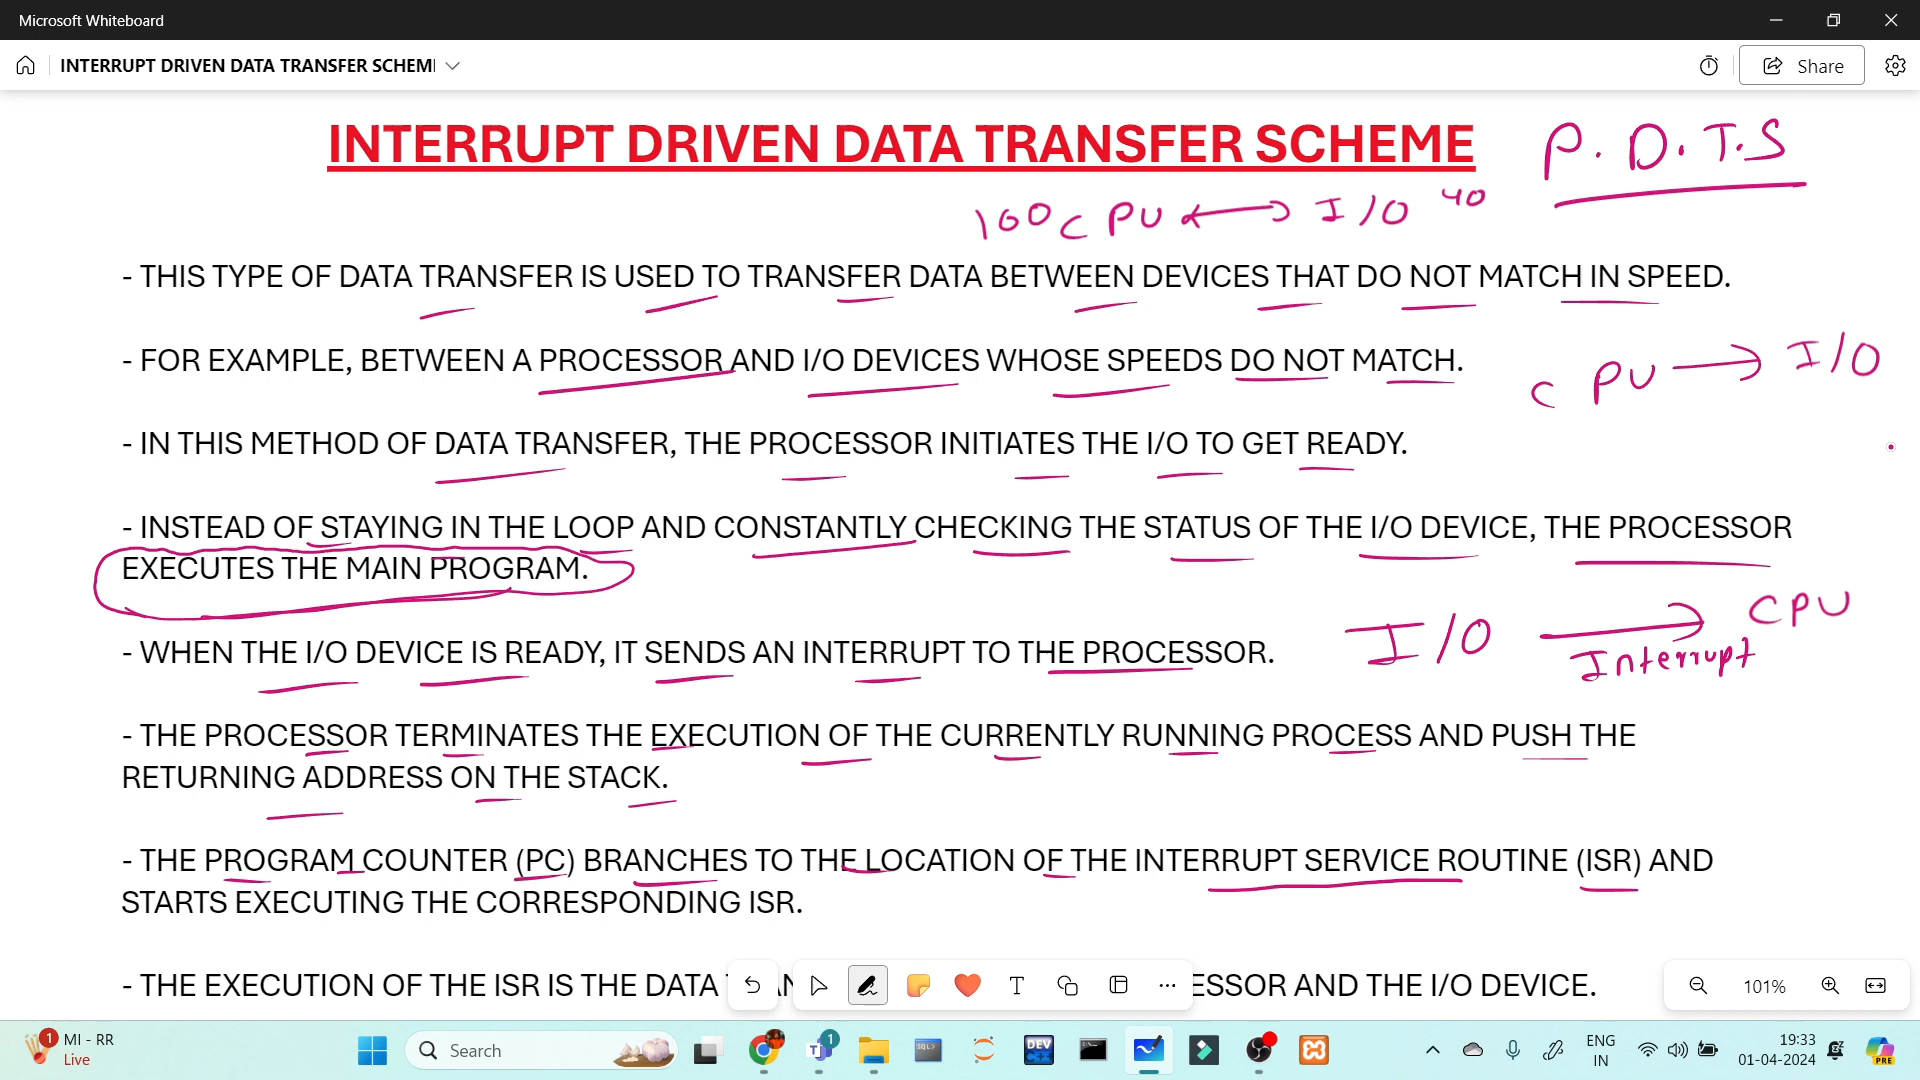 Microsoft Whiteboard
INTERRUPT DRIVEN DATA TRANSFER SCHEM
Share
INTERRUPT DRIVEN DATA TRANSFER SCHEME
P. D. T. S
100 CPU I/O 40
- THIS TYPE OF DATA TRANSFER IS USED TO TRANSFER DATA BETWEEN DEVICES THAT DO NOT MATCH IN SPEED.
- FOR EXAMPLE, BETWEEN A PROCESSOR AND I/O DEVICES WHOSE SPEEDS DO NOT MATCH.
CPU I/O
- IN THIS METHOD OF DATA TRANSFER, THE PROCESSOR INITIATES THE I/O TO GET READY.
- INSTEAD OF STAYING IN THE LOOP AND CONSTANTLY CHECKING THE STATUS OF THE I/O DEVICE, THE PROCESSOR
EXECUTES THE MAIN PROGRAM.
- WHEN THE I/O DEVICE IS READY, IT SENDS AN INTERRUPT TO THE PROCESSOR.
I/O CPU
Interrupt
- THE PROCESSOR TERMINATES THE EXECUTION OF THE CURRENTLY RUNNING PROCESS AND PUSH THE
RETURNING ADDRESS ON THE STACK.
- THE PROGRAM COUNTER (PC) BRANCHES TO THE LOCATION OF THE INTERRUPT SERVICE ROUTINE (ISR) AND
STARTS EXECUTING THE CORRESPONDING ISR.
- THE EXECUTION OF THE ISR IS THE DATA ESSOR AND THE I/O DEVICE.
101%
1 MI - RR
Live
Search
1
SQL>
DEV
C++
PRE
ENG
IN
19:33
01-04-2024